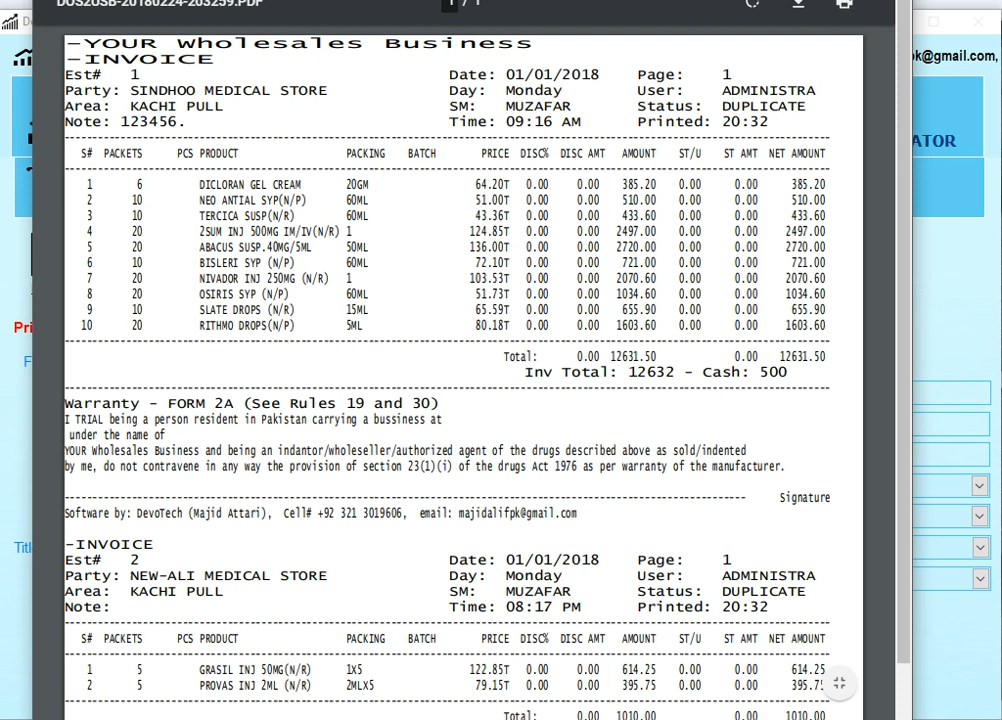 DOS2USB-20180224-203259.PDF 1 / 1
-YOUR Wholesales Business
-INVOICE
Est# 1 Date: 01/01/2018 Page: 1
Party: SINDHOO MEDICAL STORE Day: Monday User: ADMINISTRA
Area: KACHI PULL SM: MUZAFAR Status: DUPLICATE
Note: 123456. Time: 09:16 AM Printed: 20:32
S# PACKETS PCS PRODUCT PACKING BATCH PRICE DISC% DISC AMT AMOUNT ST/U ST AMT NET AMOUNT
1 6 DICLORAN GEL CREAM 20GM 64.20T 0.00 0.00 385.20 0.00 0.00 385.20
2 10 NEO ANTIAL SYP(N/P) 60ML 51.00T 0.00 0.00 510.00 0.00 0.00 510.00
3 10 TERCICA SUSP(N/R) 60ML 43.36T 0.00 0.00 433.60 0.00 0.00 433.60
4 20 2SUM INJ 500MG IM/IV(N/R) 1 124.85T 0.00 0.00 2497.00 0.00 0.00 2497.00
5 20 ABACUS SUSP.40MG/5ML 50ML 136.00T 0.00 0.00 2720.00 0.00 0.00 2720.00
6 10 BISLERI SYP (N/P) 60ML 72.10T 0.00 0.00 721.00 0.00 0.00 721.00
7 20 NIVADOR INJ 250MG (N/R) 1 103.53T 0.00 0.00 2070.60 0.00 0.00 2070.60
8 20 OSIRIS SYP (N/P) 60ML 51.73T 0.00 0.00 1034.60 0.00 0.00 1034.60
9 10 SLATE DROPS (N/R) 15ML 65.59T 0.00 0.00 655.90 0.00 0.00 655.90
10 20 RITHMO DROPS(N/P) 5ML 80.18T 0.00 0.00 1603.60 0.00 0.00 1603.60
Total: 0.00 12631.50 0.00 12631.50
Inv Total: 12632 - Cash: 500
Warranty - FORM 2A (See Rules 19 and 30)
I TRIAL being a person resident in Pakistan carrying a bussiness at
under the name of
YOUR Wholesales Business and being an indantor/wholeseller/authorized agent of the drugs described above as sold/indented
by me, do not contravene in any way the provision of section 23(1)(i) of the drugs Act 1976 as per warranty of the manufacturer.
Signature
Software by: DevoTech (Majid Attari), Cell# +92 321 3019606, email: majidalifpk@gmail.com
-INVOICE
Est# 2 Date: 01/01/2018 Page: 1
Party: NEW-ALI MEDICAL STORE Day: Monday User: ADMINISTRA
Area: KACHI PULL SM: MUZAFAR Status: DUPLICATE
Note: Time: 08:17 PM Printed: 20:32
S# PACKETS PCS PRODUCT PACKING BATCH PRICE DISC% DISC AMT AMOUNT ST/U ST AMT NET AMOUNT
1 5 GRASIL INJ 50MG(N/R) 1X5 122.85T 0.00 0.00 614.25 0.00 0.00 614.25
2 5 PROVAS INJ 2ML (N/R) 2MLX5 79.15T 0.00 0.00 395.75 0.00 0.00 395.75
Total: 0.00 1010.00 0.00 1010.00
pk@gmail.com,
ATOR
Pri
F
Titl